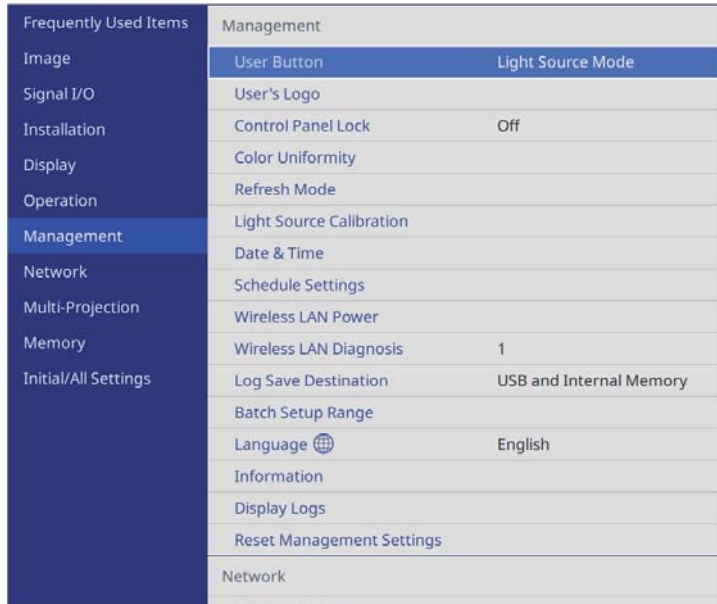 Frequently Used Items
Image
Signal I/O
Installation
Display
Operation
Management
Network
Multi-Projection
Memory
Initial/All Settings
Management
User Button Light Source Mode
User's Logo
Control Panel Lock Off
Color Uniformity
Refresh Mode
Light Source Calibration
Date & Time
Schedule Settings
Wireless LAN Power
Wireless LAN Diagnosis 1
Log Save Destination USB and Internal Memory
Batch Setup Range
Language English
Information
Display Logs
Reset Management Settings
Network